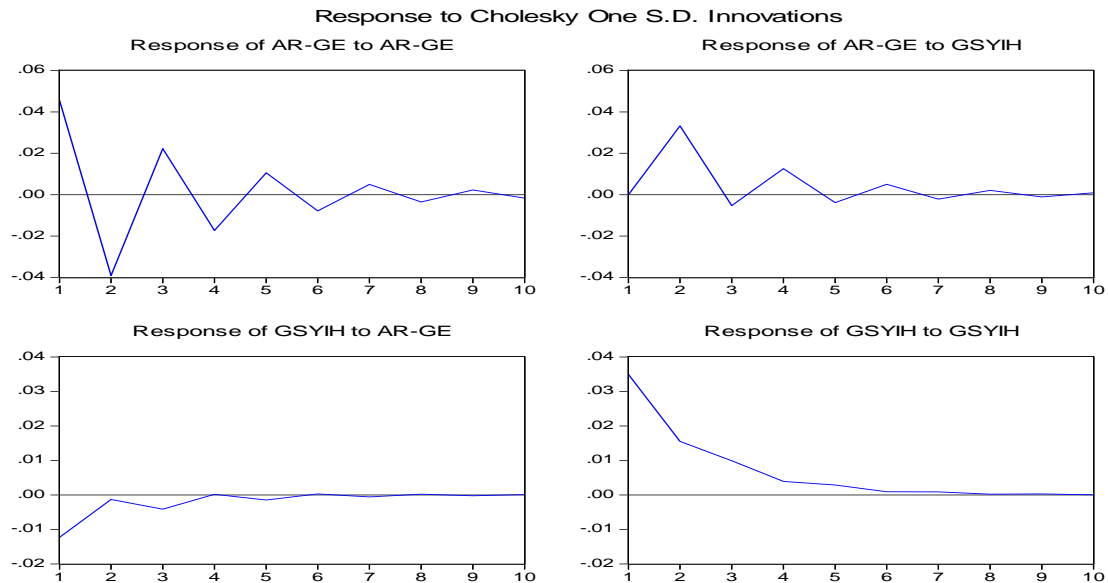 Response to Cholesky One S.D. Innovations
Response of AR-GE to AR-GE
.06
.04
.02
.00
-.02
-.04
1 2 3 4 5 6 7 8 9 10
Response of AR-GE to GSYIH
.06
.04
.02
.00
-.02
-.04
1 2 3 4 5 6 7 8 9 10
Response of GSYIH to AR-GE
.04
.03
.02
.01
.00
-.01
-.02
1 2 3 4 5 6 7 8 9 10
Response of GSYIH to GSYIH
.04
.03
.02
.01
.00
-.01
-.02
1 2 3 4 5 6 7 8 9 10